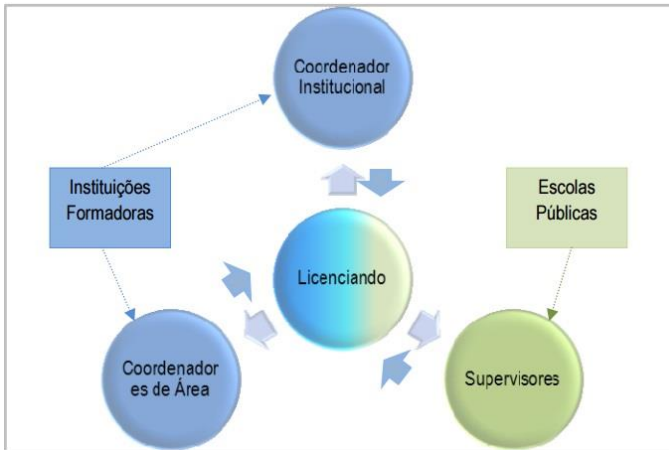 Coordenador
Institucional
Instituições
Formadoras
Escolas
Públicas
Licenciando
Coordenador
es de Área
Supervisores